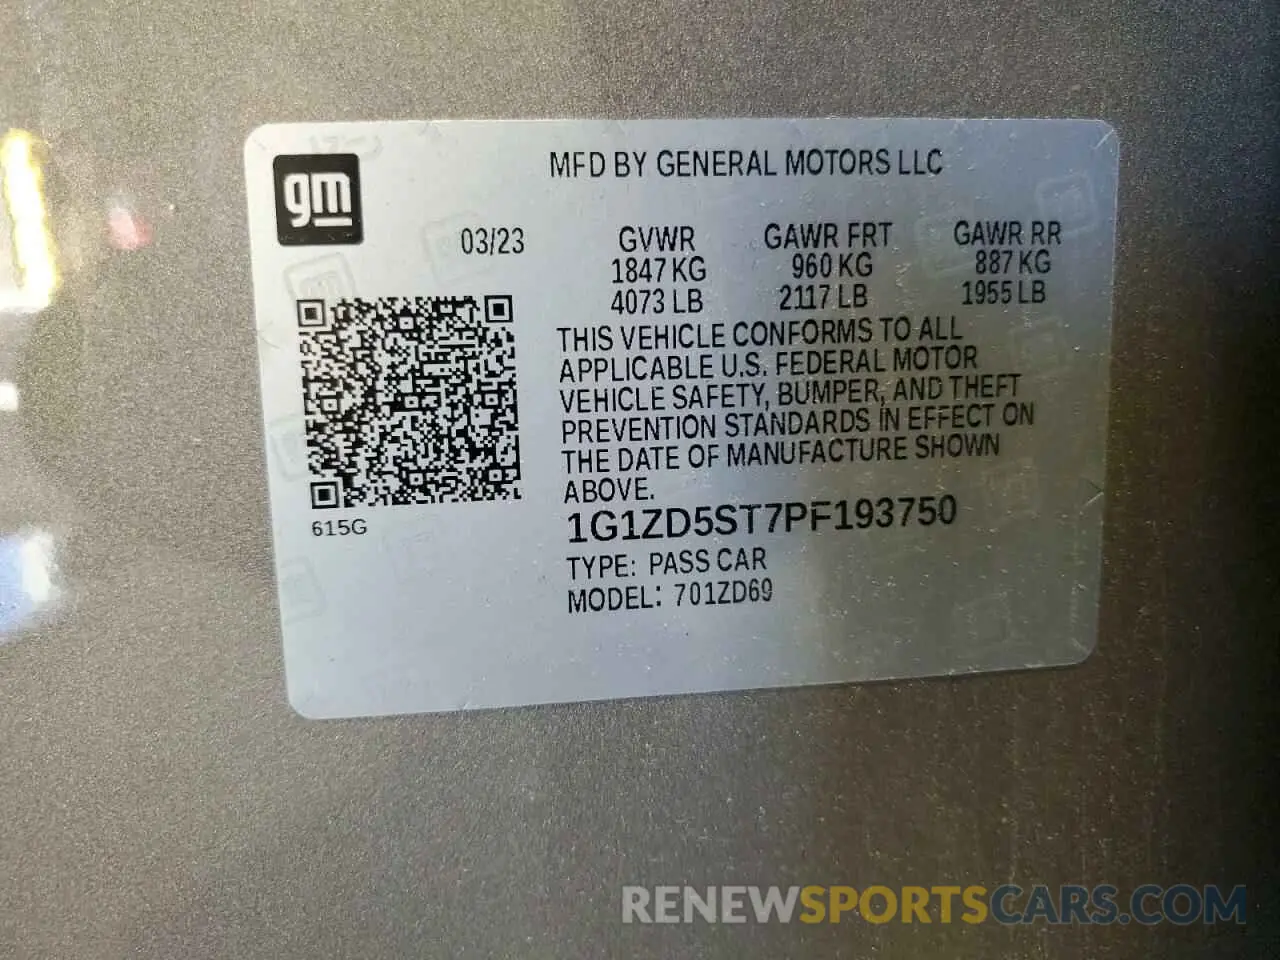 gm
MFD BY GENERAL MOTORS LLC
03/23
GVWR GAWR FRT GAWR RR
1847 KG 960 KG 887 KG
4073 LB 2117 LB 1955 LB
THIS VEHICLE CONFORMS TO ALL
APPLICABLE U.S. FEDERAL MOTOR
VEHICLE SAFETY, BUMPER, AND THEFT
PREVENTION STANDARDS IN EFFECT ON
THE DATE OF MANUFACTURE SHOWN
ABOVE.
615G
1G1ZD5ST7PF193750
TYPE: PASS CAR
MODEL: 701ZD69
RENEWSPORTSCARS.COM